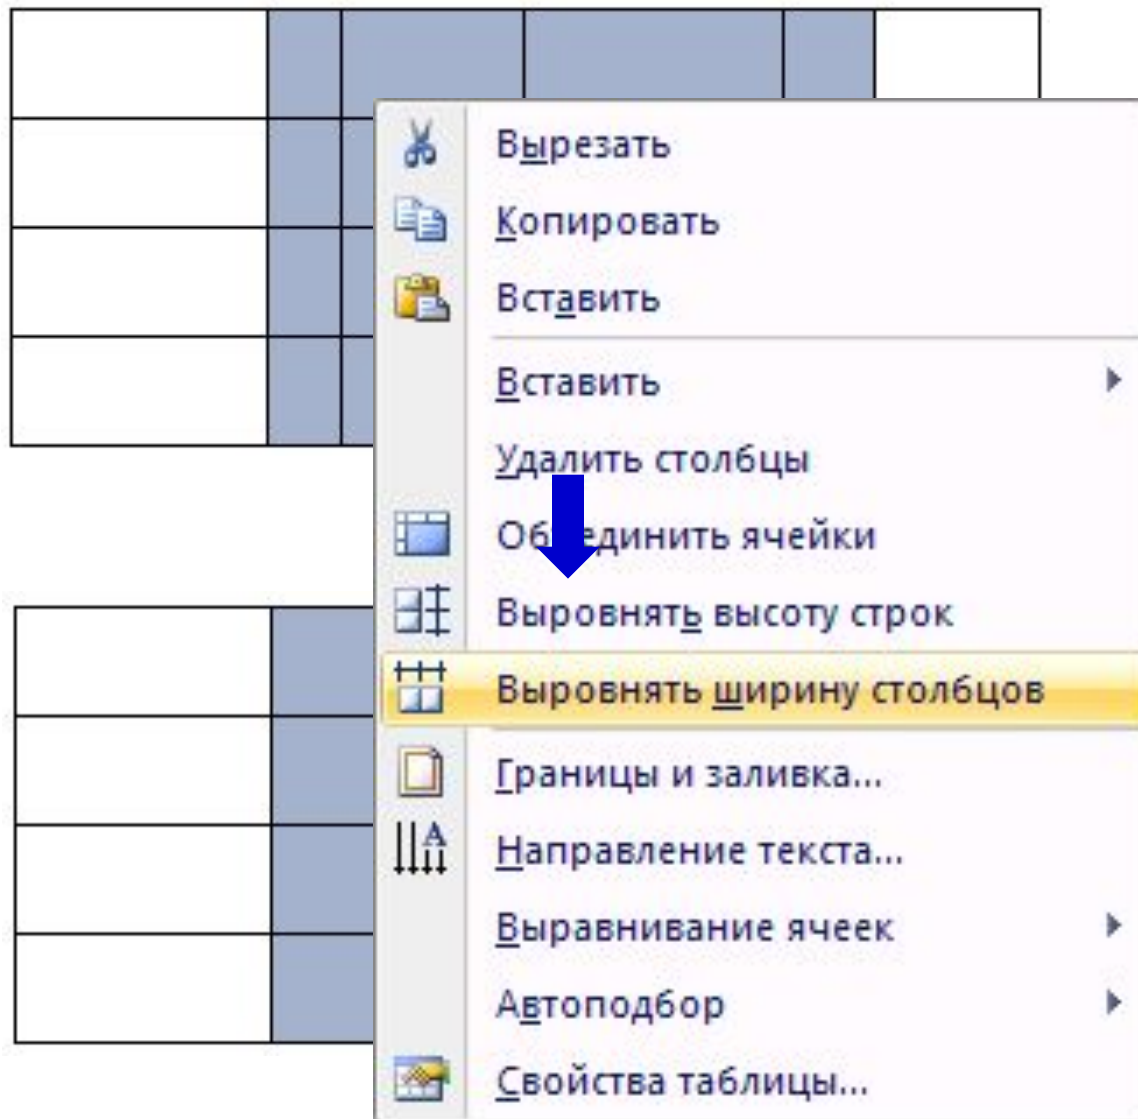 Вырезать
Копировать
Вставить
Вставить
Удалить столбцы
Объединить ячейки
Выровнять высоту строк
Выровнять ширину столбцов
Границы и заливка...
Направление текста...
Выравнивание ячеек
Автоподбор
Свойства таблицы...